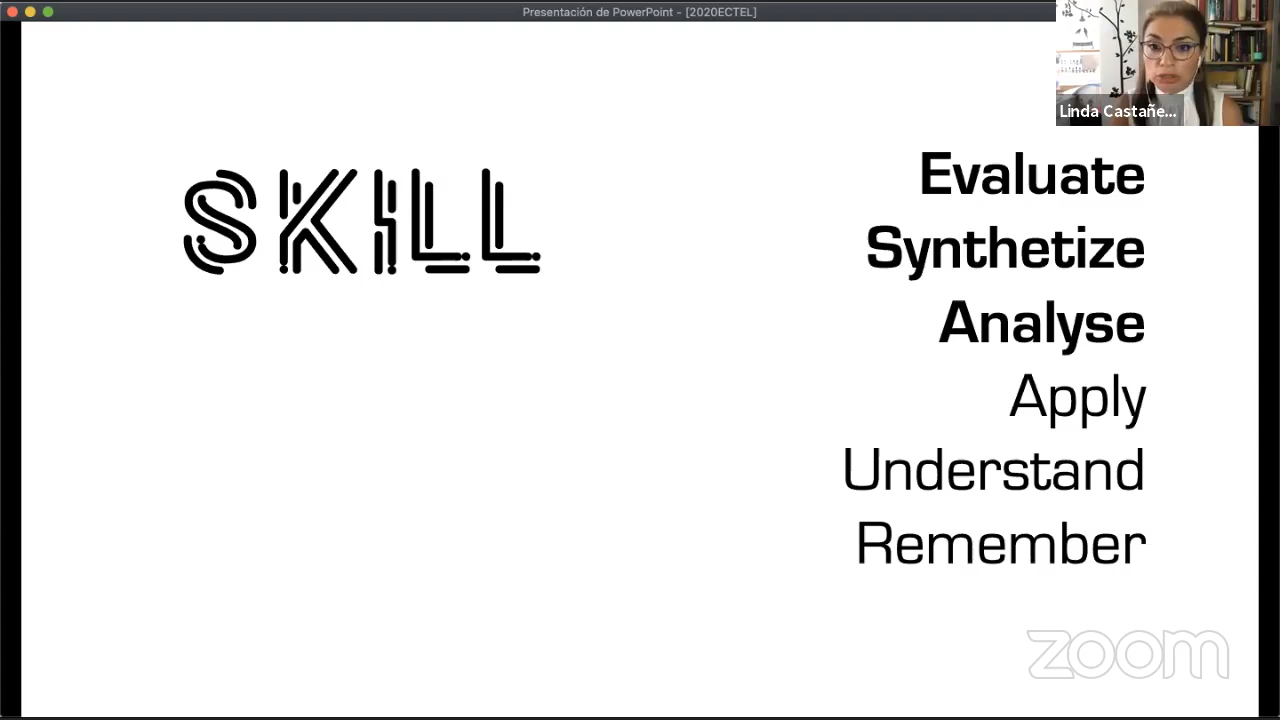 Presentación de PowerPoint - [2020ECTEL]
Linda Castañe...
SKILL
Evaluate
Synthetize
Analyse
Apply
Understand
Remember
zoom